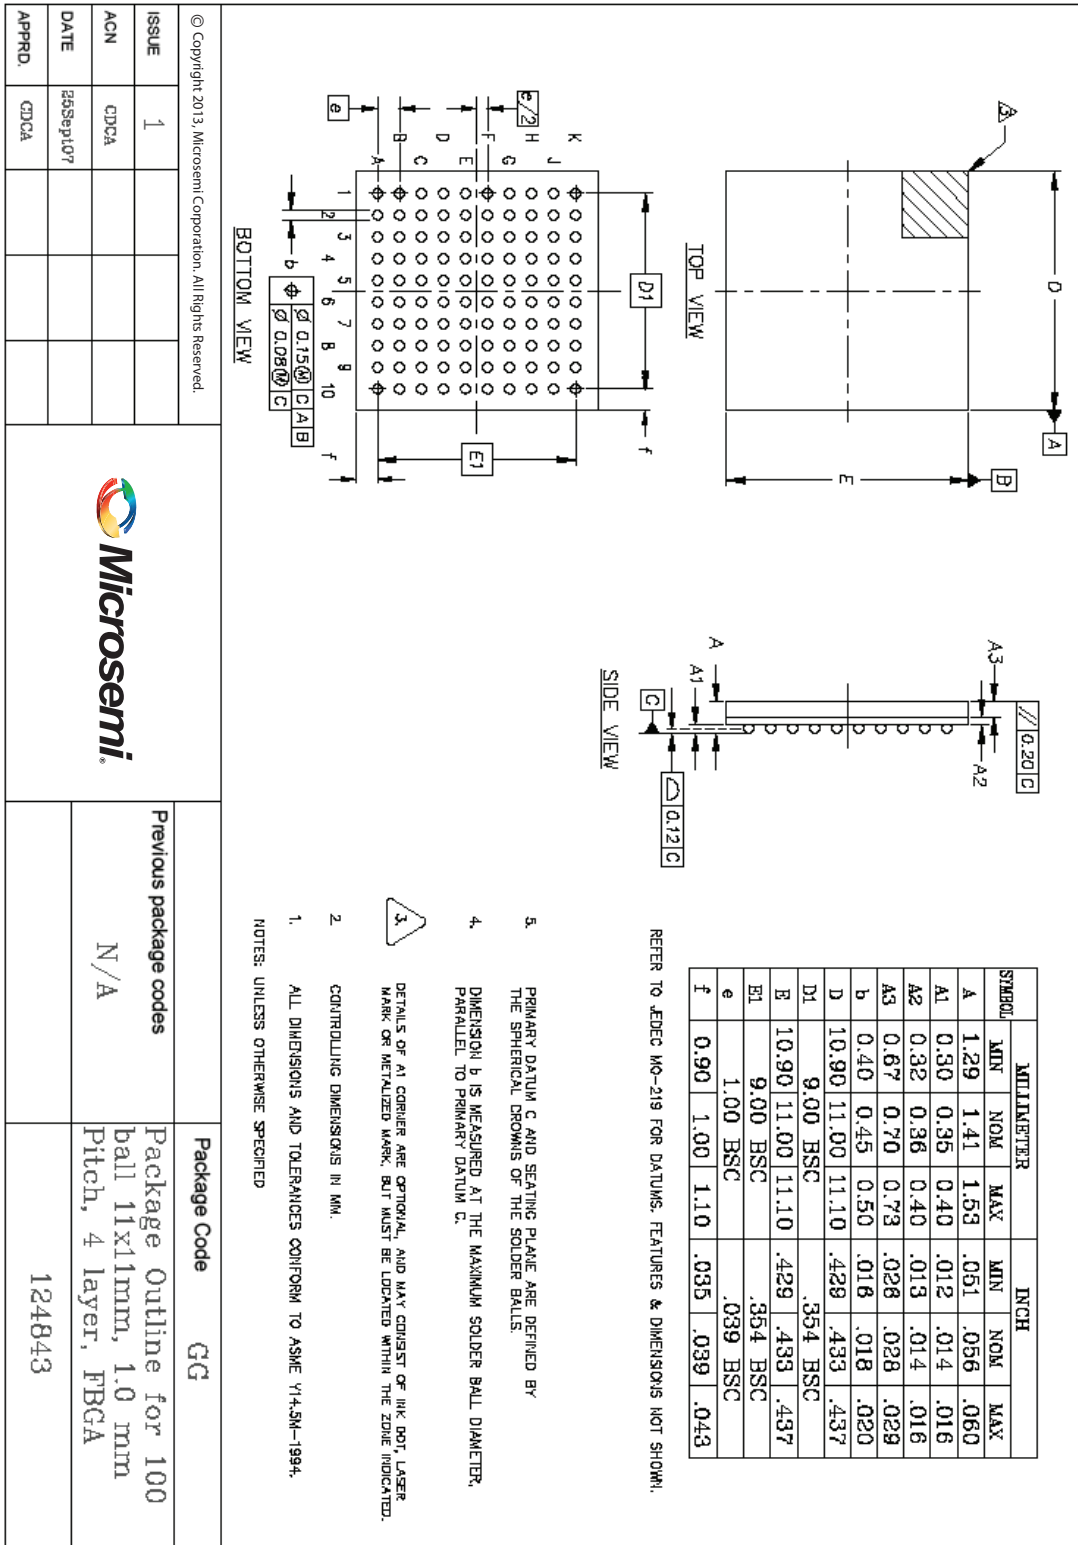 TOP VIEW
3
D
A
B
E
BOTTOM VIEW
e
e/2
A B C D E F G H J K
1 2 3 4 5 6 7 8 9 10
D1
E1
f
f
b
Ø 0.15 M C A B
Ø 0.08 M C
SIDE VIEW
A
A1
A2
A3
C
// 0.20 C
0.12 C
SYMBOL MILLIMETER INCH
MIN NOM MAX MIN NOM MAX
A 1.29 1.41 1.53 .051 .056 .060
A1 0.30 0.35 0.40 .012 .014 .016
A2 0.32 0.36 0.40 .013 .014 .016
A3 0.67 0.70 0.73 .026 .028 .029
b 0.40 0.45 0.50 .016 .018 .020
D 10.90 11.00 11.10 .429 .433 .437
D1 9.00 BSC .354 BSC
E 10.90 11.00 11.10 .429 .433 .437
E1 9.00 BSC .354 BSC
e 1.00 BSC .039 BSC
f 0.90 1.00 1.10 .035 .039 .043
REFER TO JEDEC MO-219 FOR DATUMS, FEATURES & DIMENSIONS NOT SHOWN.
5. PRIMARY DATUM C AND SEATING PLANE ARE DEFINED BY
THE SPHERICAL CROWNS OF THE SOLDER BALLS.
4. DIMENSION b IS MEASURED AT THE MAXIMUM SOLDER BALL DIAMETER,
PARALLEL TO PRIMARY DATUM C.
3. DETAILS OF A1 CORNER ARE OPTIONAL, AND MAY CONSIST OF INK DOT, LASER
MARK OR METALIZED MARK, BUT MUST BE LOCATED WITHIN THE ZONE INDICATED.
2. CONTROLLING DIMENSIONS IN MM.
1. ALL DIMENSIONS AND TOLERANCES CONFORM TO ASME Y14.5M-1994.
NOTES: UNLESS OTHERWISE SPECIFIED
© Copyright 2013, Microsemi Corporation. All Rights Reserved.
ISSUE 1
ACN CDCA
DATE 25Sept07
APPRD. CDCA
Microsemi.
Previous package codes
N/A
Package Code GG
Package Outline for 100
ball 11x11mm, 1.0 mm
Pitch, 4 layer, FBGA
124843